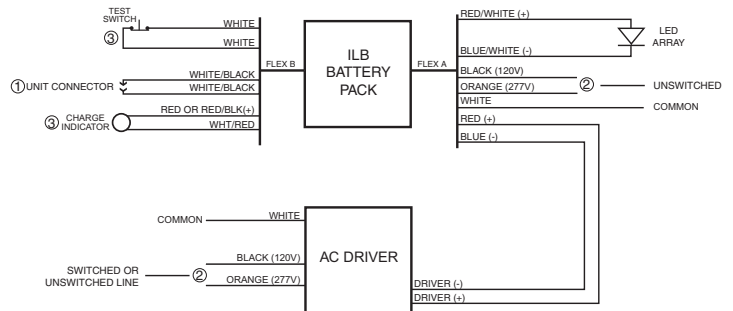 TEST
SWITCH
③
WHITE
WHITE
① UNIT CONNECTOR
WHITE/BLACK
WHITE/BLACK
③ CHARGE
INDICATOR
RED OR RED/BLK(+)
WHT/RED
FLEX B
ILB
BATTERY
PACK
FLEX A
RED/WHITE (+)
LED
ARRAY
BLUE/WHITE (-)
BLACK (120V)
ORANGE (277V)
② UNSWITCHED
WHITE
COMMON
RED (+)
BLUE (-)
COMMON
WHITE
BLACK (120V)
SWITCHED OR
UNSWITCHED LINE
②
ORANGE (277V)
AC DRIVER
DRIVER (-)
DRIVER (+)